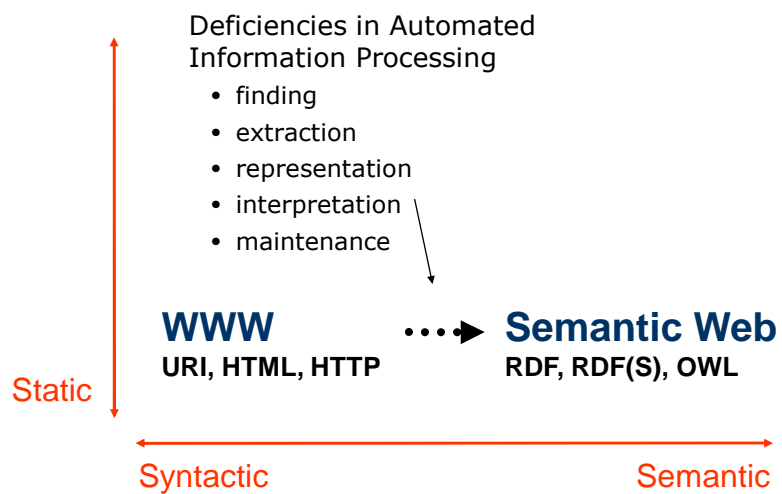 Deficiencies in Automated
Information Processing
• finding
• extraction
• representation
• interpretation
• maintenance
WWW
Semantic Web
URI, HTML, HTTP
RDF, RDF(S), OWL
Static
Syntactic
Semantic